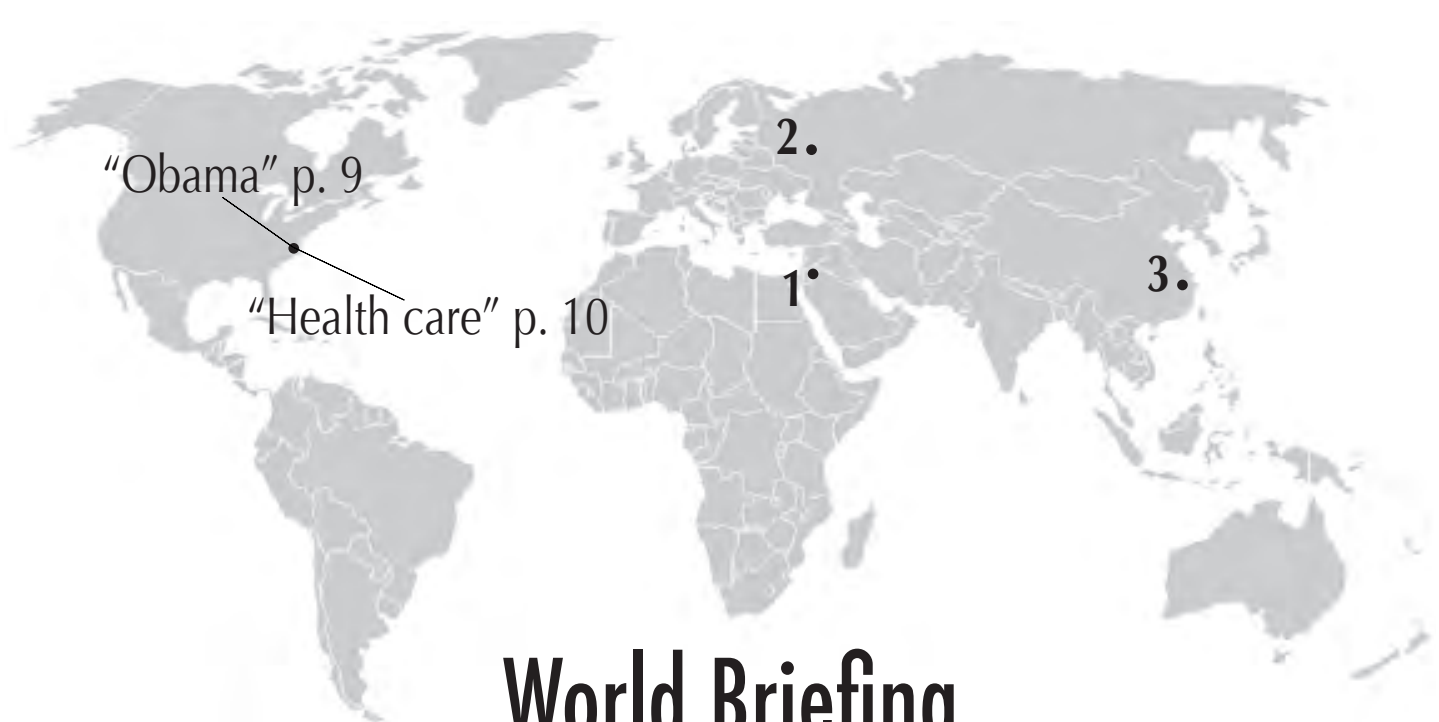 “Obama” p. 9
“Health care” p. 10
2.
1.
3.
World Briefing